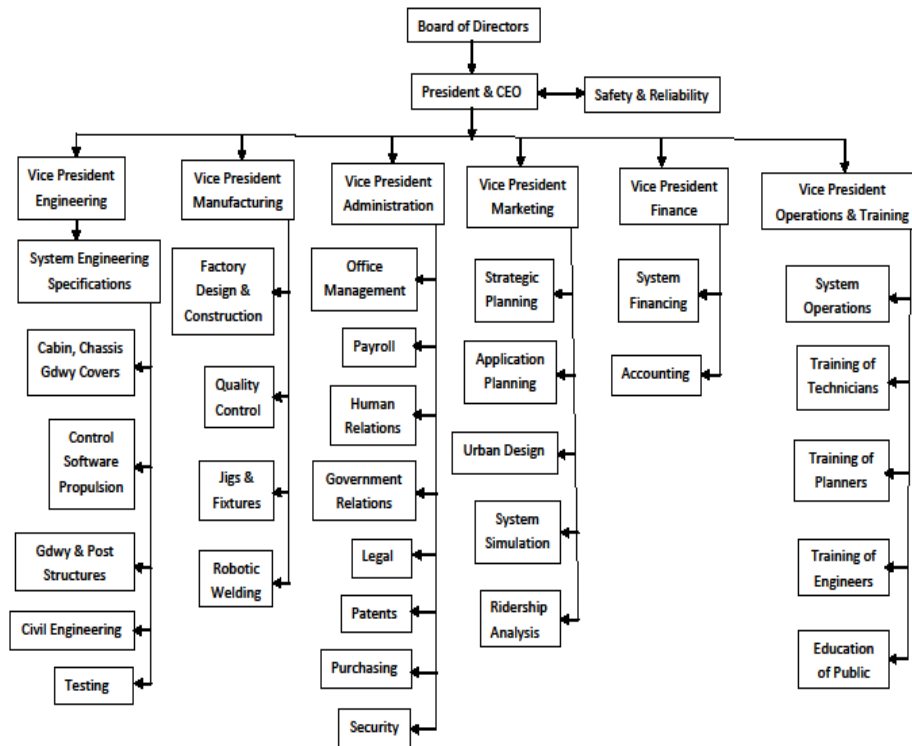 Board of Directors
President & CEO
Safety & Reliability
Vice President
Engineering
System Engineering
Specifications
Cabin, Chassis
Gdwy Covers
Control
Software
Propulsion
Gdwy & Post
Structures
Civil Engineering
Testing
Vice President
Manufacturing
Factory
Design &
Construction
Quality
Control
Jigs &
Fixtures
Robotic
Welding
Vice President
Administration
Office
Management
Payroll
Human
Relations
Government
Relations
Legal
Patents
Purchasing
Security
Vice President
Marketing
Strategic
Planning
Application
Planning
Urban Design
System
Simulation
Ridership
Analysis
Vice President
Finance
System
Financing
Accounting
Vice President
Operations & Training
System
Operations
Training of
Technicians
Training of
Planners
Training of
Engineers
Education
of Public